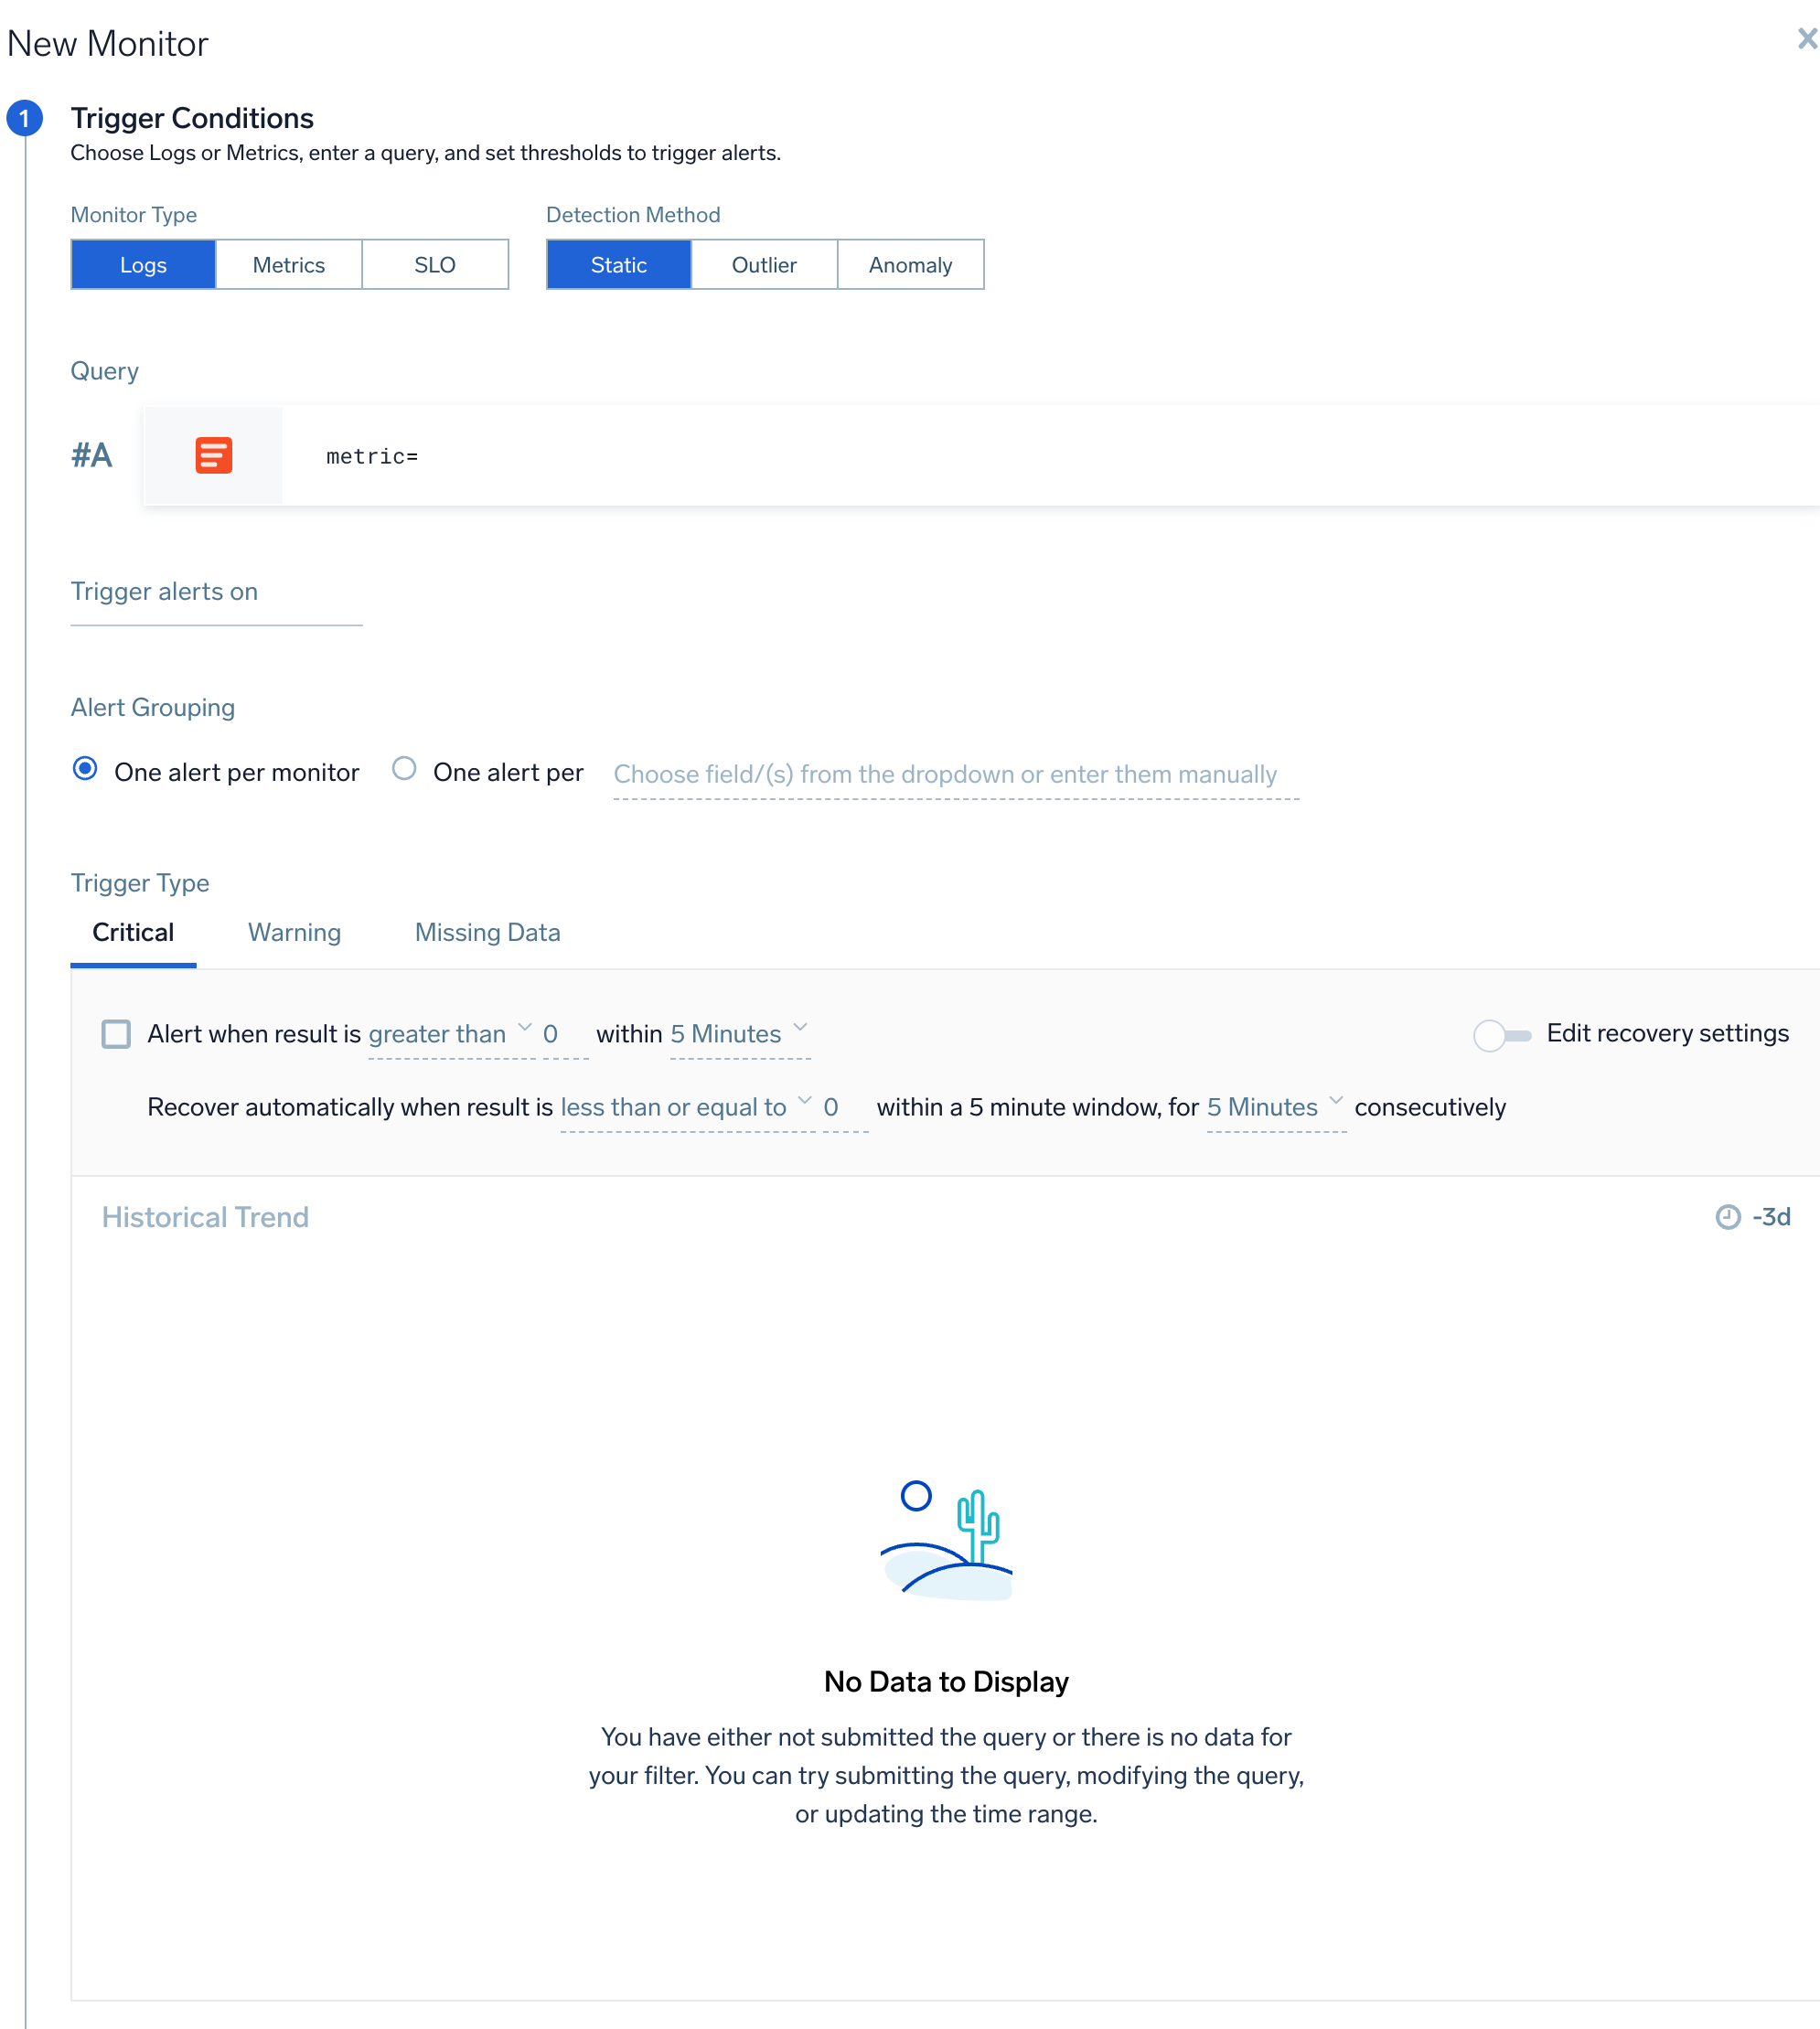 New Monitor
1
Trigger Conditions
Choose Logs or Metrics, enter a query, and set thresholds to trigger alerts.
Monitor Type
Detection Method
Logs
Metrics
SLO
Static
Outlier
Anomaly
Query
#A
metric=
Trigger alerts on
Alert Grouping
One alert per monitor
One alert per
Choose field/(s) from the dropdown or enter them manually
Trigger Type
Critical
Warning
Missing Data
Alert when result is greater than 0 within 5 Minutes
Edit recovery settings
Recover automatically when result is less than or equal to 0 within a 5 minute window, for 5 Minutes consecutively
Historical Trend
-3d
No Data to Display
You have either not submitted the query or there is no data for
your filter. You can try submitting the query, modifying the query,
or updating the time range.